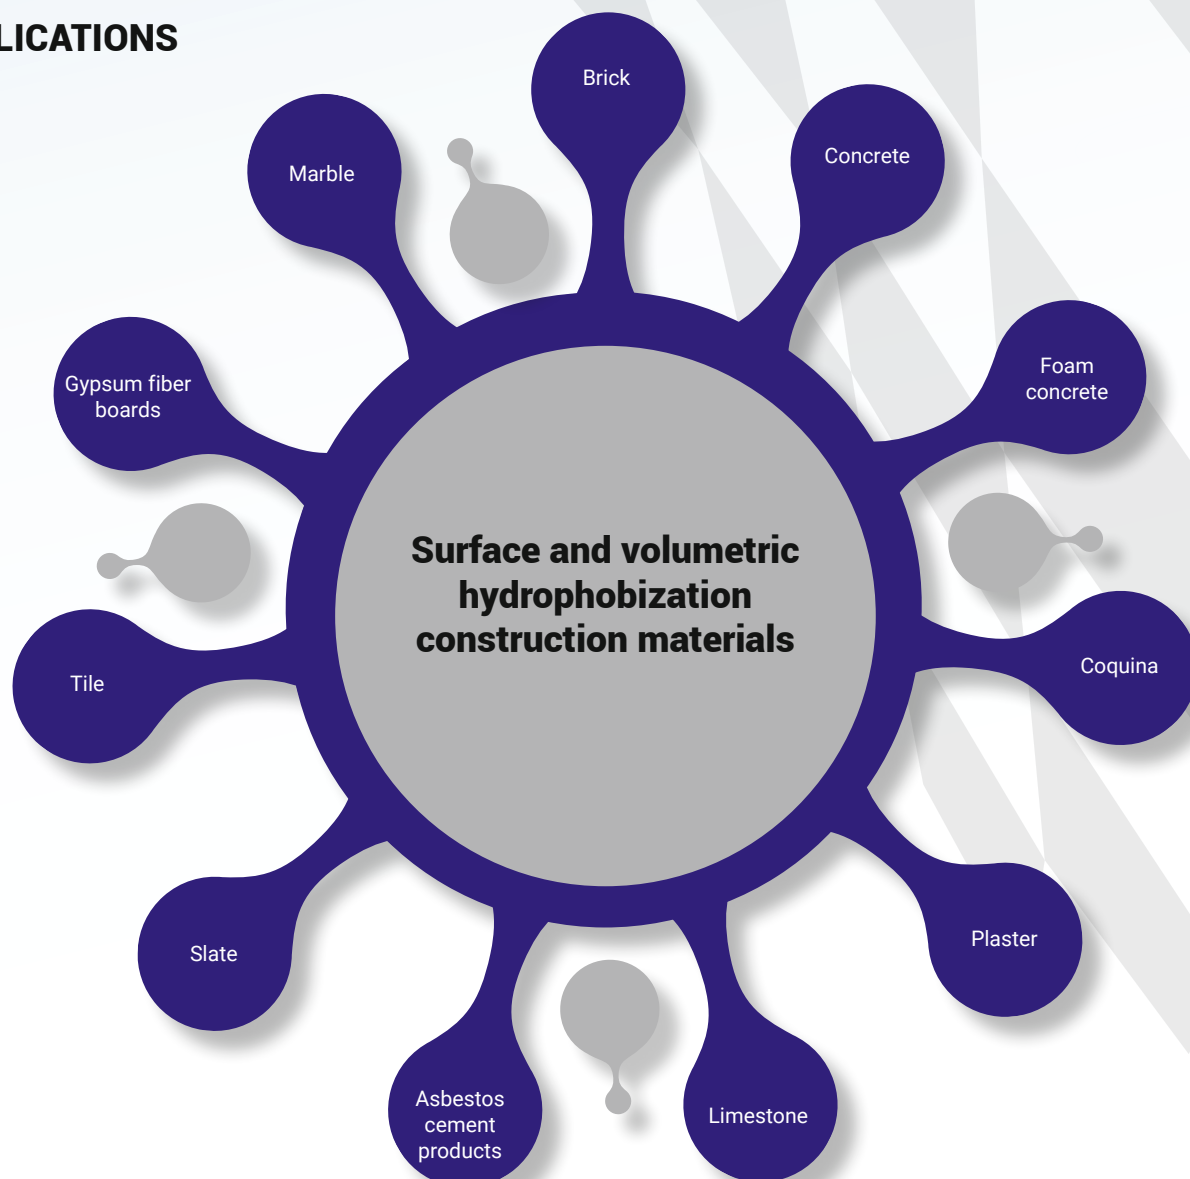 LICATIONS
Brick
Concrete
Marble
Foam
concrete
Gypsum fiber
boards
Surface and volumetric
hydrophobization
construction materials
Coquina
Tile
Plaster
Slate
Asbestos
cement
products
Limestone